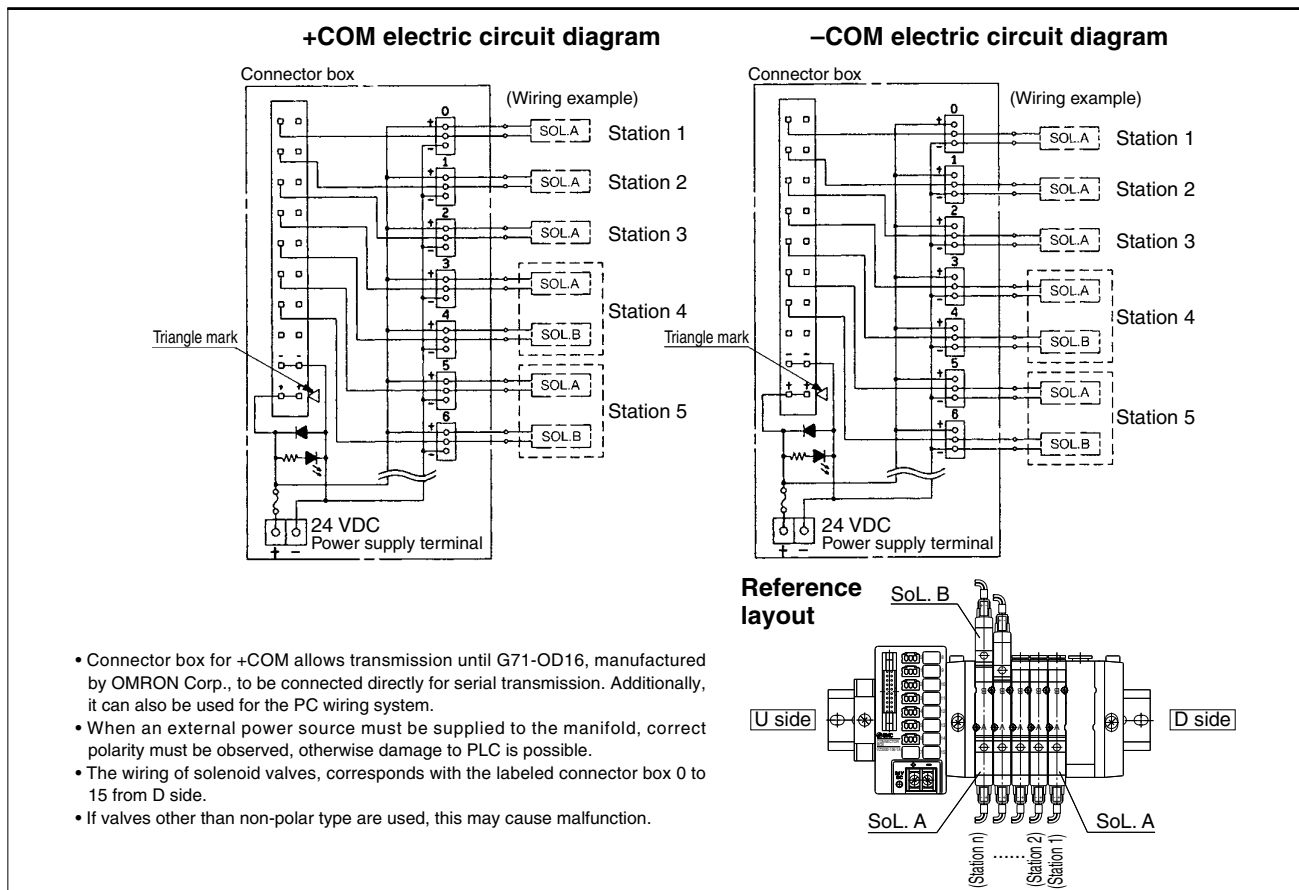 +COM electric circuit diagram
Connector box
(Wiring example)
0
+
–
SOL.A
Station 1
1
+
–
SOL.A
Station 2
2
+
–
SOL.A
Station 3
3
+
–
SOL.A
Station 4
4
+
–
SOL.B
Triangle mark
5
+
–
SOL.A
Station 5
6
+
–
SOL.B
- -
+ +
24 VDC
Power supply terminal
+ –
–COM electric circuit diagram
Connector box
(Wiring example)
0
+
–
SOL.A
Station 1
1
+
–
SOL.A
Station 2
2
+
–
SOL.A
Station 3
3
+
–
SOL.A
Station 4
4
+
–
SOL.B
Triangle mark
5
+
–
SOL.A
Station 5
6
+
–
SOL.B
- -
+ +
24 VDC
Power supply terminal
+ –
• Connector box for +COM allows transmission until G71-OD16, manufactured
by OMRON Corp., to be connected directly for serial transmission. Additionally,
it can also be used for the PC wiring system.
• When an external power source must be supplied to the manifold, correct
polarity must be observed, otherwise damage to PLC is possible.
• The wiring of solenoid valves, corresponds with the labeled connector box 0 to
15 from D side.
• If valves other than non-polar type are used, this may cause malfunction.
Reference
layout
SoL. B
U side
D side
SoL. A
SoL. A
(Station n)
......
(Station 2)
(Station 1)